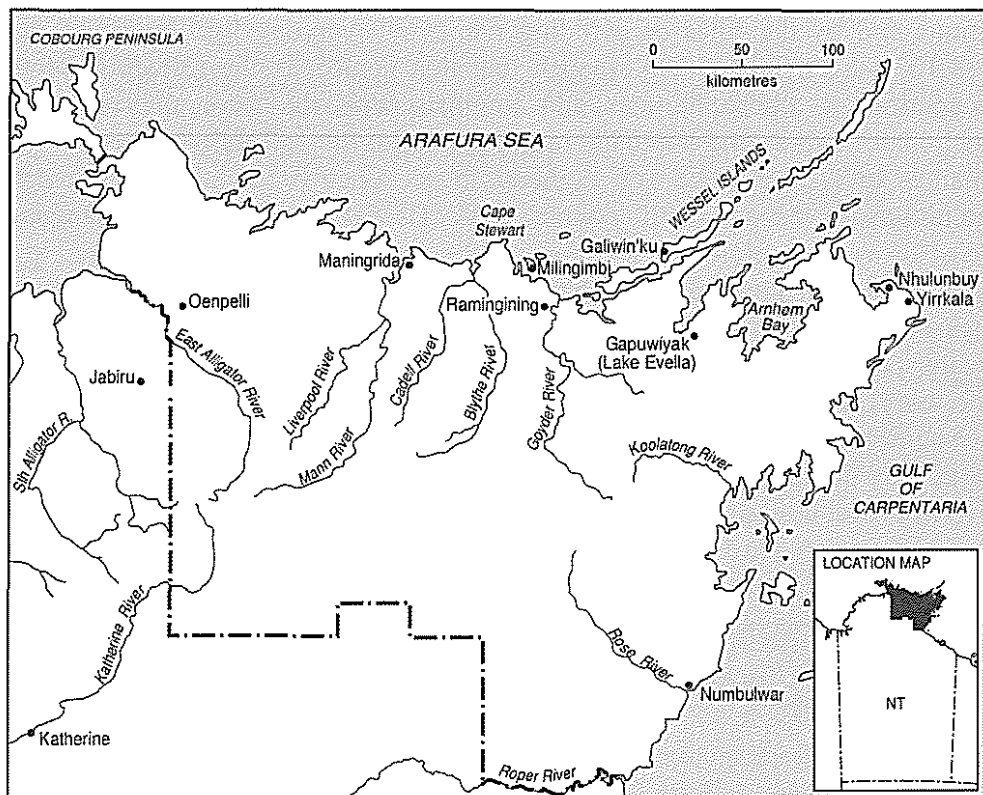 COBOURG PENINSULA
0 50 100
kilometres
ARAFURA SEA
WESSEL ISLANDS
Cape
Stewart
Galiwin'ku
Maningrida
Milingimbi
Nhulunbuy
Yirrkala
Oenpelli
Ramingining
Arnhem
Bay
Gapuwiyak
(Lake Evella)
East Alligator River
Jabiru
Liverpool River
Cadell River
Blythe River
Goyder River
Mann River
Sth Alligator R.
Koolatong River
GULF
OF
CARPENTARIA
LOCATION MAP
NT
Katherine River
Rose River
Numbulwar
Katherine
Roper River